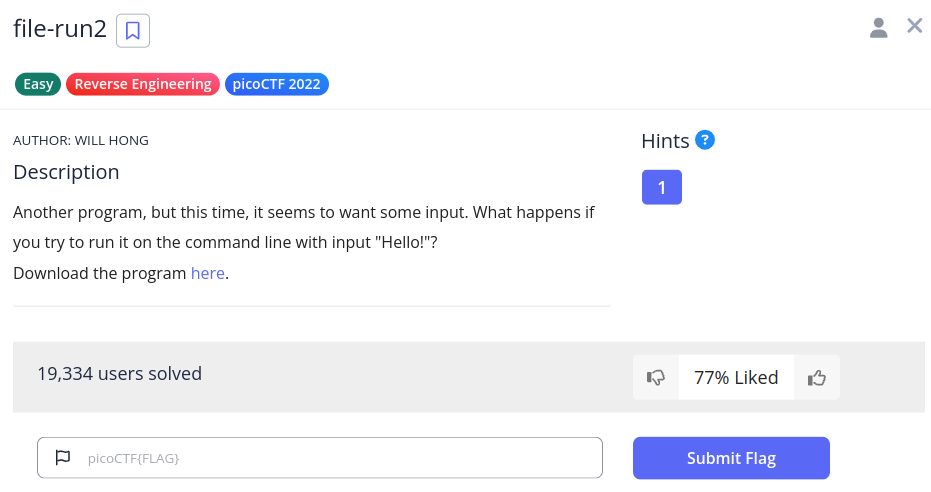 file-run2
Easy Reverse Engineering picoCTF 2022
AUTHOR: WILL HONG
Description
Another program, but this time, it seems to want some input. What happens if
you try to run it on the command line with input "Hello!"?
Download the program here.
Hints ?
1
19,334 users solved
77% Liked
picoCTF{FLAG}
Submit Flag